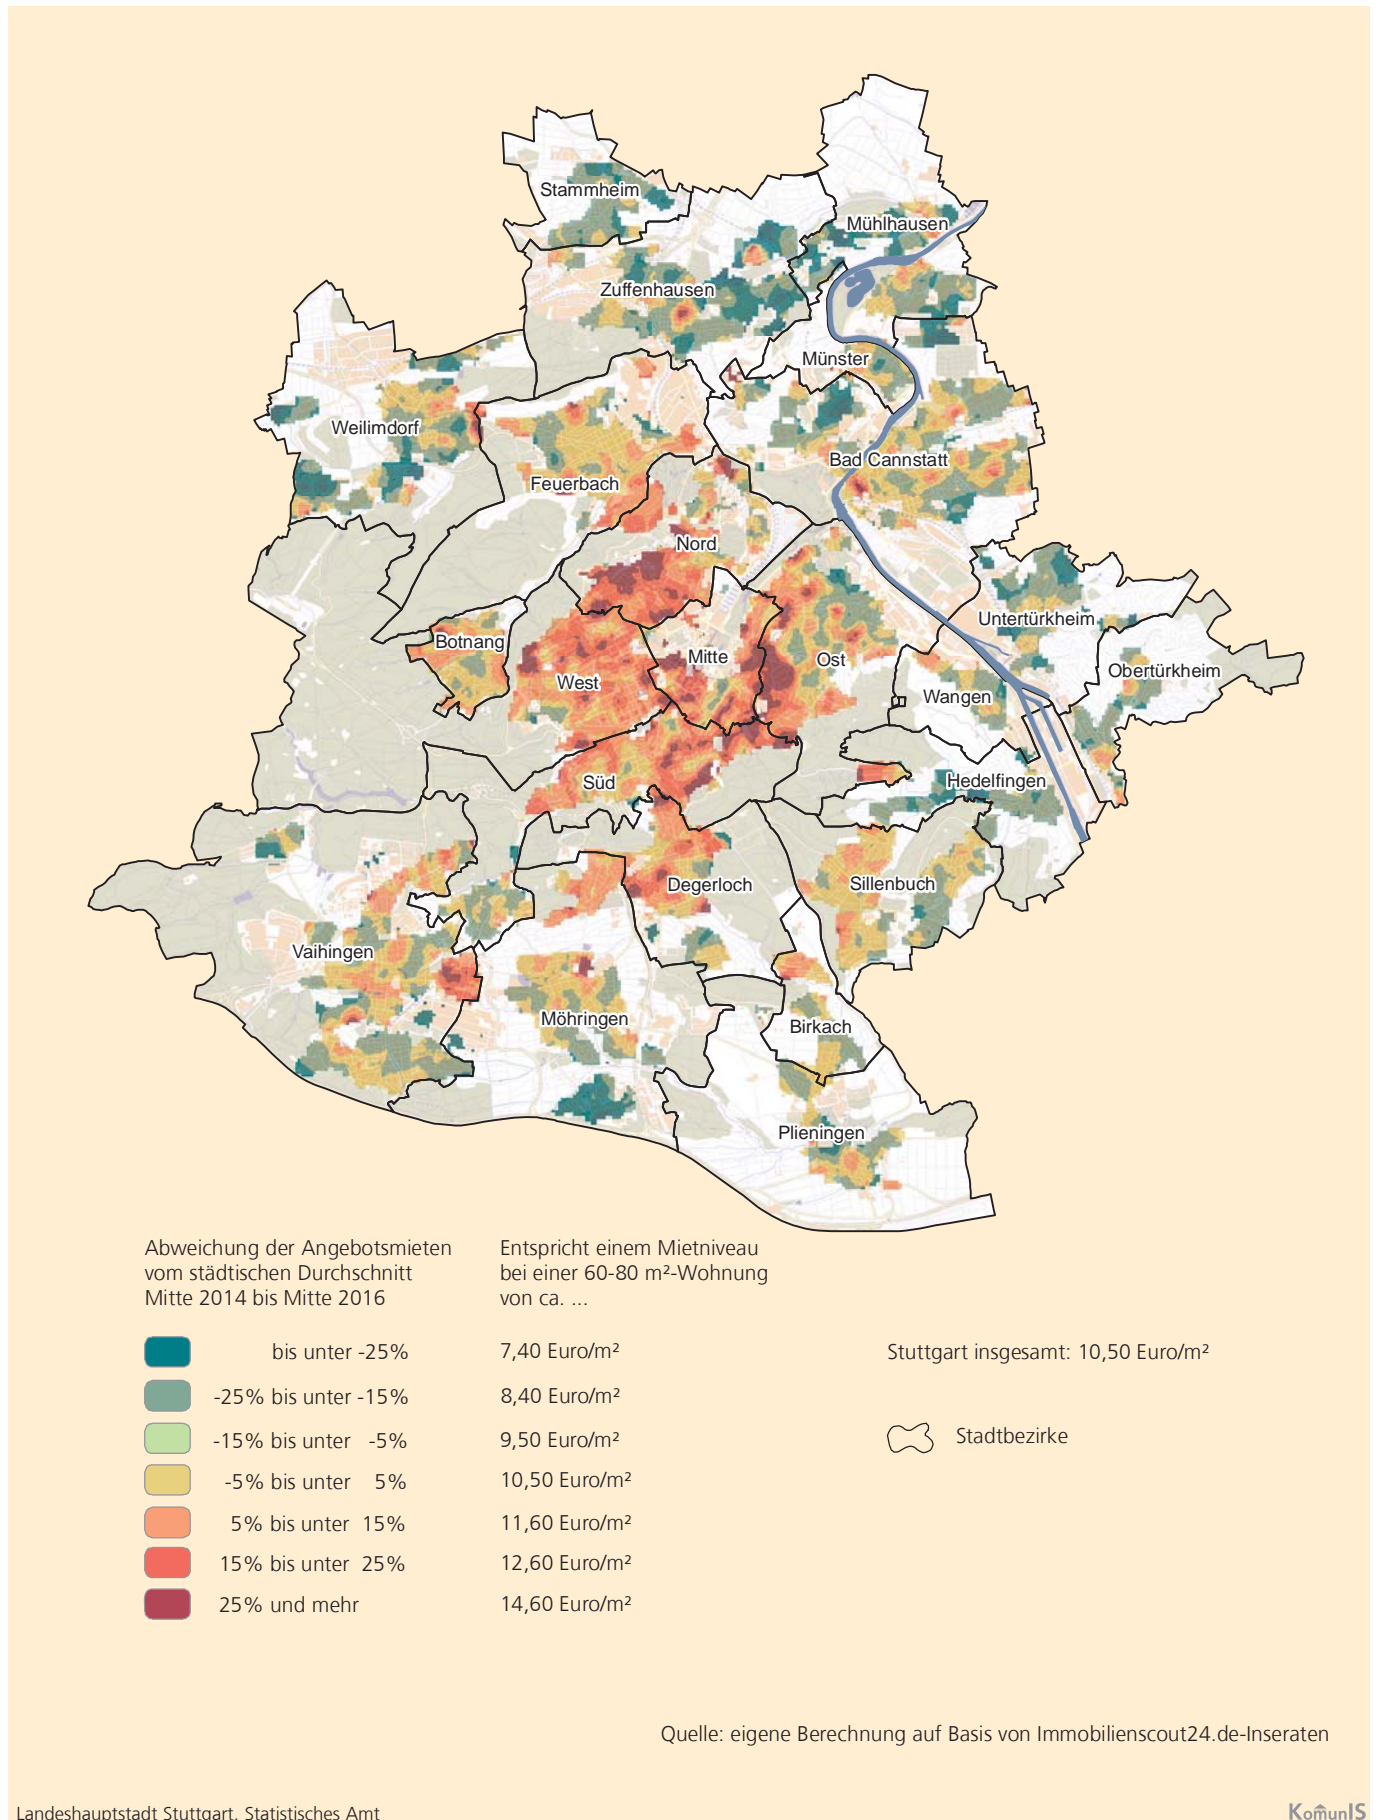 Stammheim
Mühlhausen
Zuffenhausen
Münster
Weilimdorf
Bad Cannstatt
Feuerbach
Nord
Untertürkheim
Botnang
Mitte
Ost
Obertürkheim
West
Wangen
Süd
Hedelfingen
Degerloch
Sillenbuch
Vaihingen
Möhringen
Birkach
Plieningen
Abweichung der Angebotsmieten
vom städtischen Durchschnitt
Mitte 2014 bis Mitte 2016
Entspricht einem Mietniveau
bei einer 60-80 m²-Wohnung
von ca. ...
bis unter -25% 7,40 Euro/m²
-25% bis unter -15% 8,40 Euro/m²
-15% bis unter -5% 9,50 Euro/m²
-5% bis unter 5% 10,50 Euro/m²
5% bis unter 15% 11,60 Euro/m²
15% bis unter 25% 12,60 Euro/m²
25% und mehr 14,60 Euro/m²
Stuttgart insgesamt: 10,50 Euro/m²
Stadtbezirke
Quelle: eigene Berechnung auf Basis von Immobilienscout24.de-Inseraten
Landeshauptstadt Stuttgart, Statistisches Amt
KomunIS